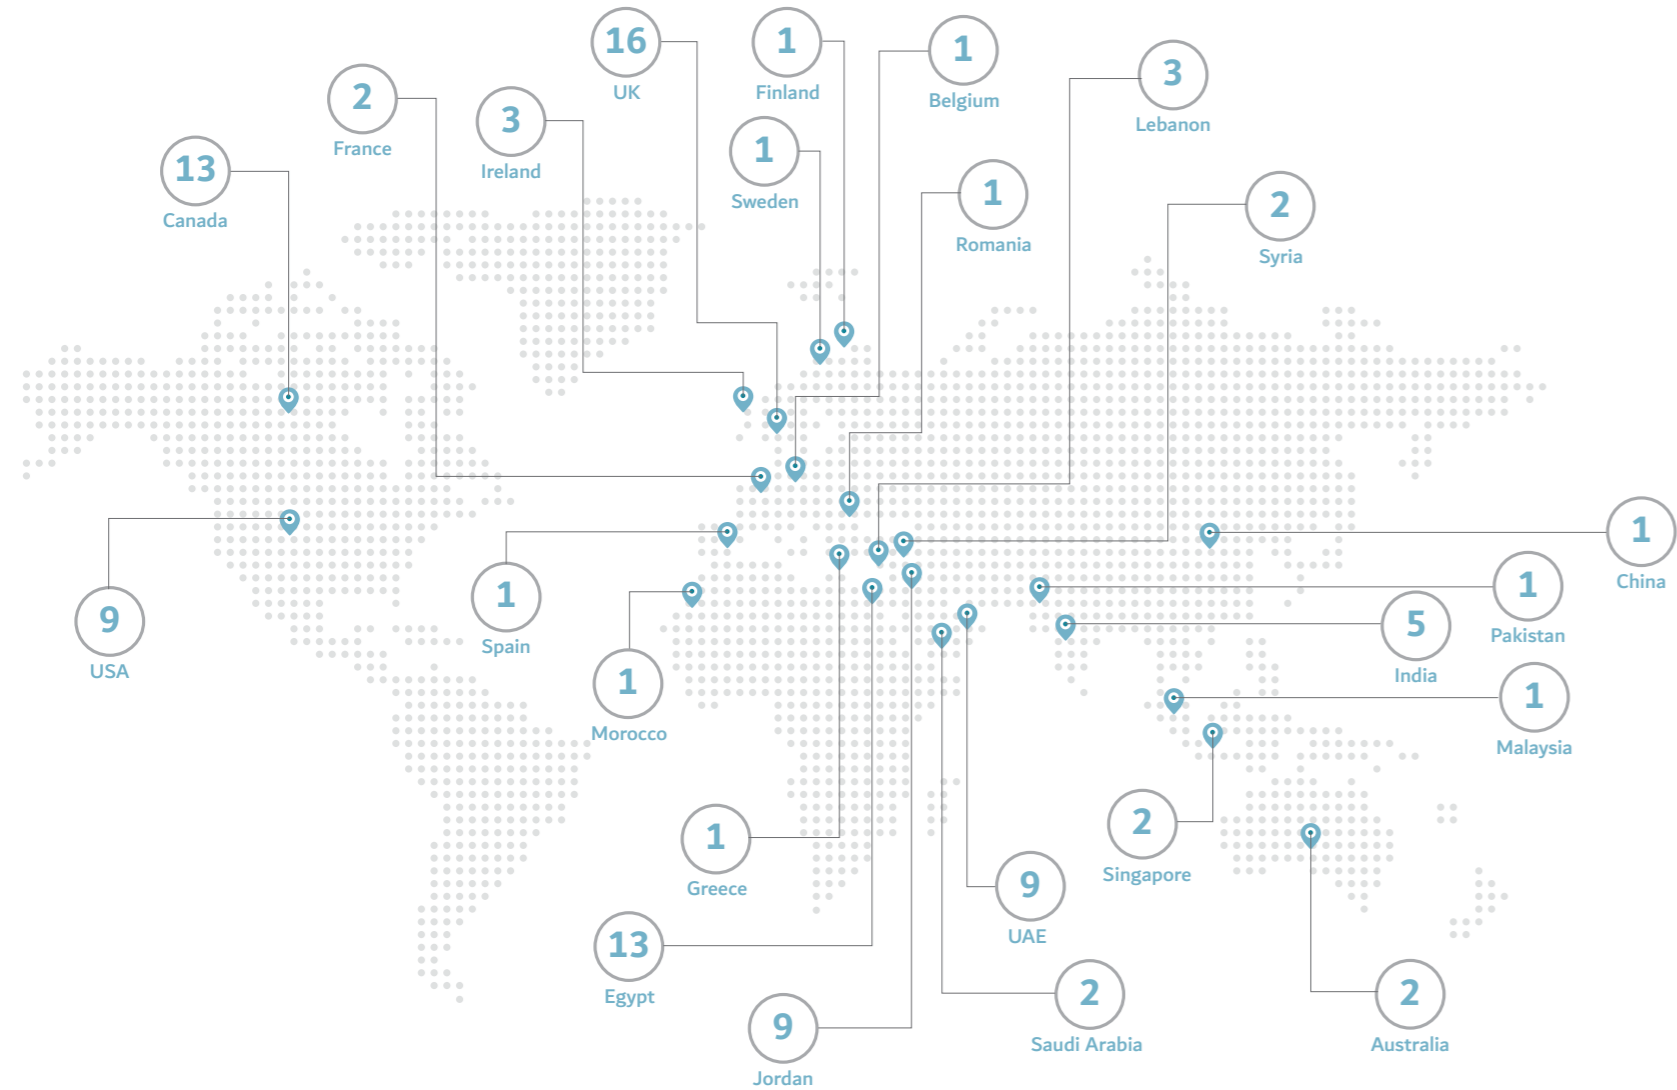 16
UK
1
Finland
1
Belgium
3
Lebanon
2
France
3
Ireland
1
Sweden
13
Canada
1
Romania
2
Syria
1
China
1
Spain
9
USA
1
Pakistan
5
India
1
Morocco
1
Malaysia
1
Greece
2
Singapore
9
UAE
13
Egypt
2
Saudi Arabia
2
Australia
9
Jordan